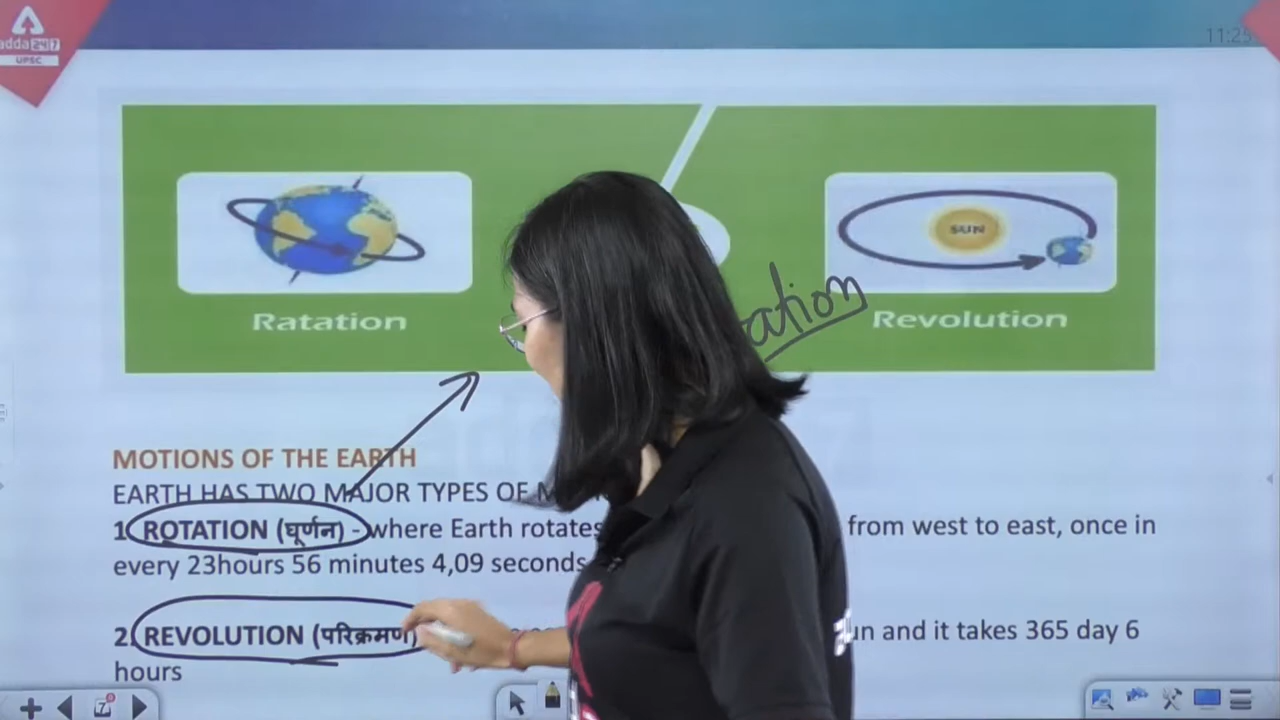 adda 247
UPSC
11:25
SUN
Ratation
ation
Revolution
MOTIONS OF THE EARTH
EARTH HAS TWO MAJOR TYPES OF
1 ROTATION (घूर्णन) - where Earth rotates from west to east, once in
every 23hours 56 minutes 4,09 seconds
2. REVOLUTION (परिक्रमण) un and it takes 365 day 6
hours